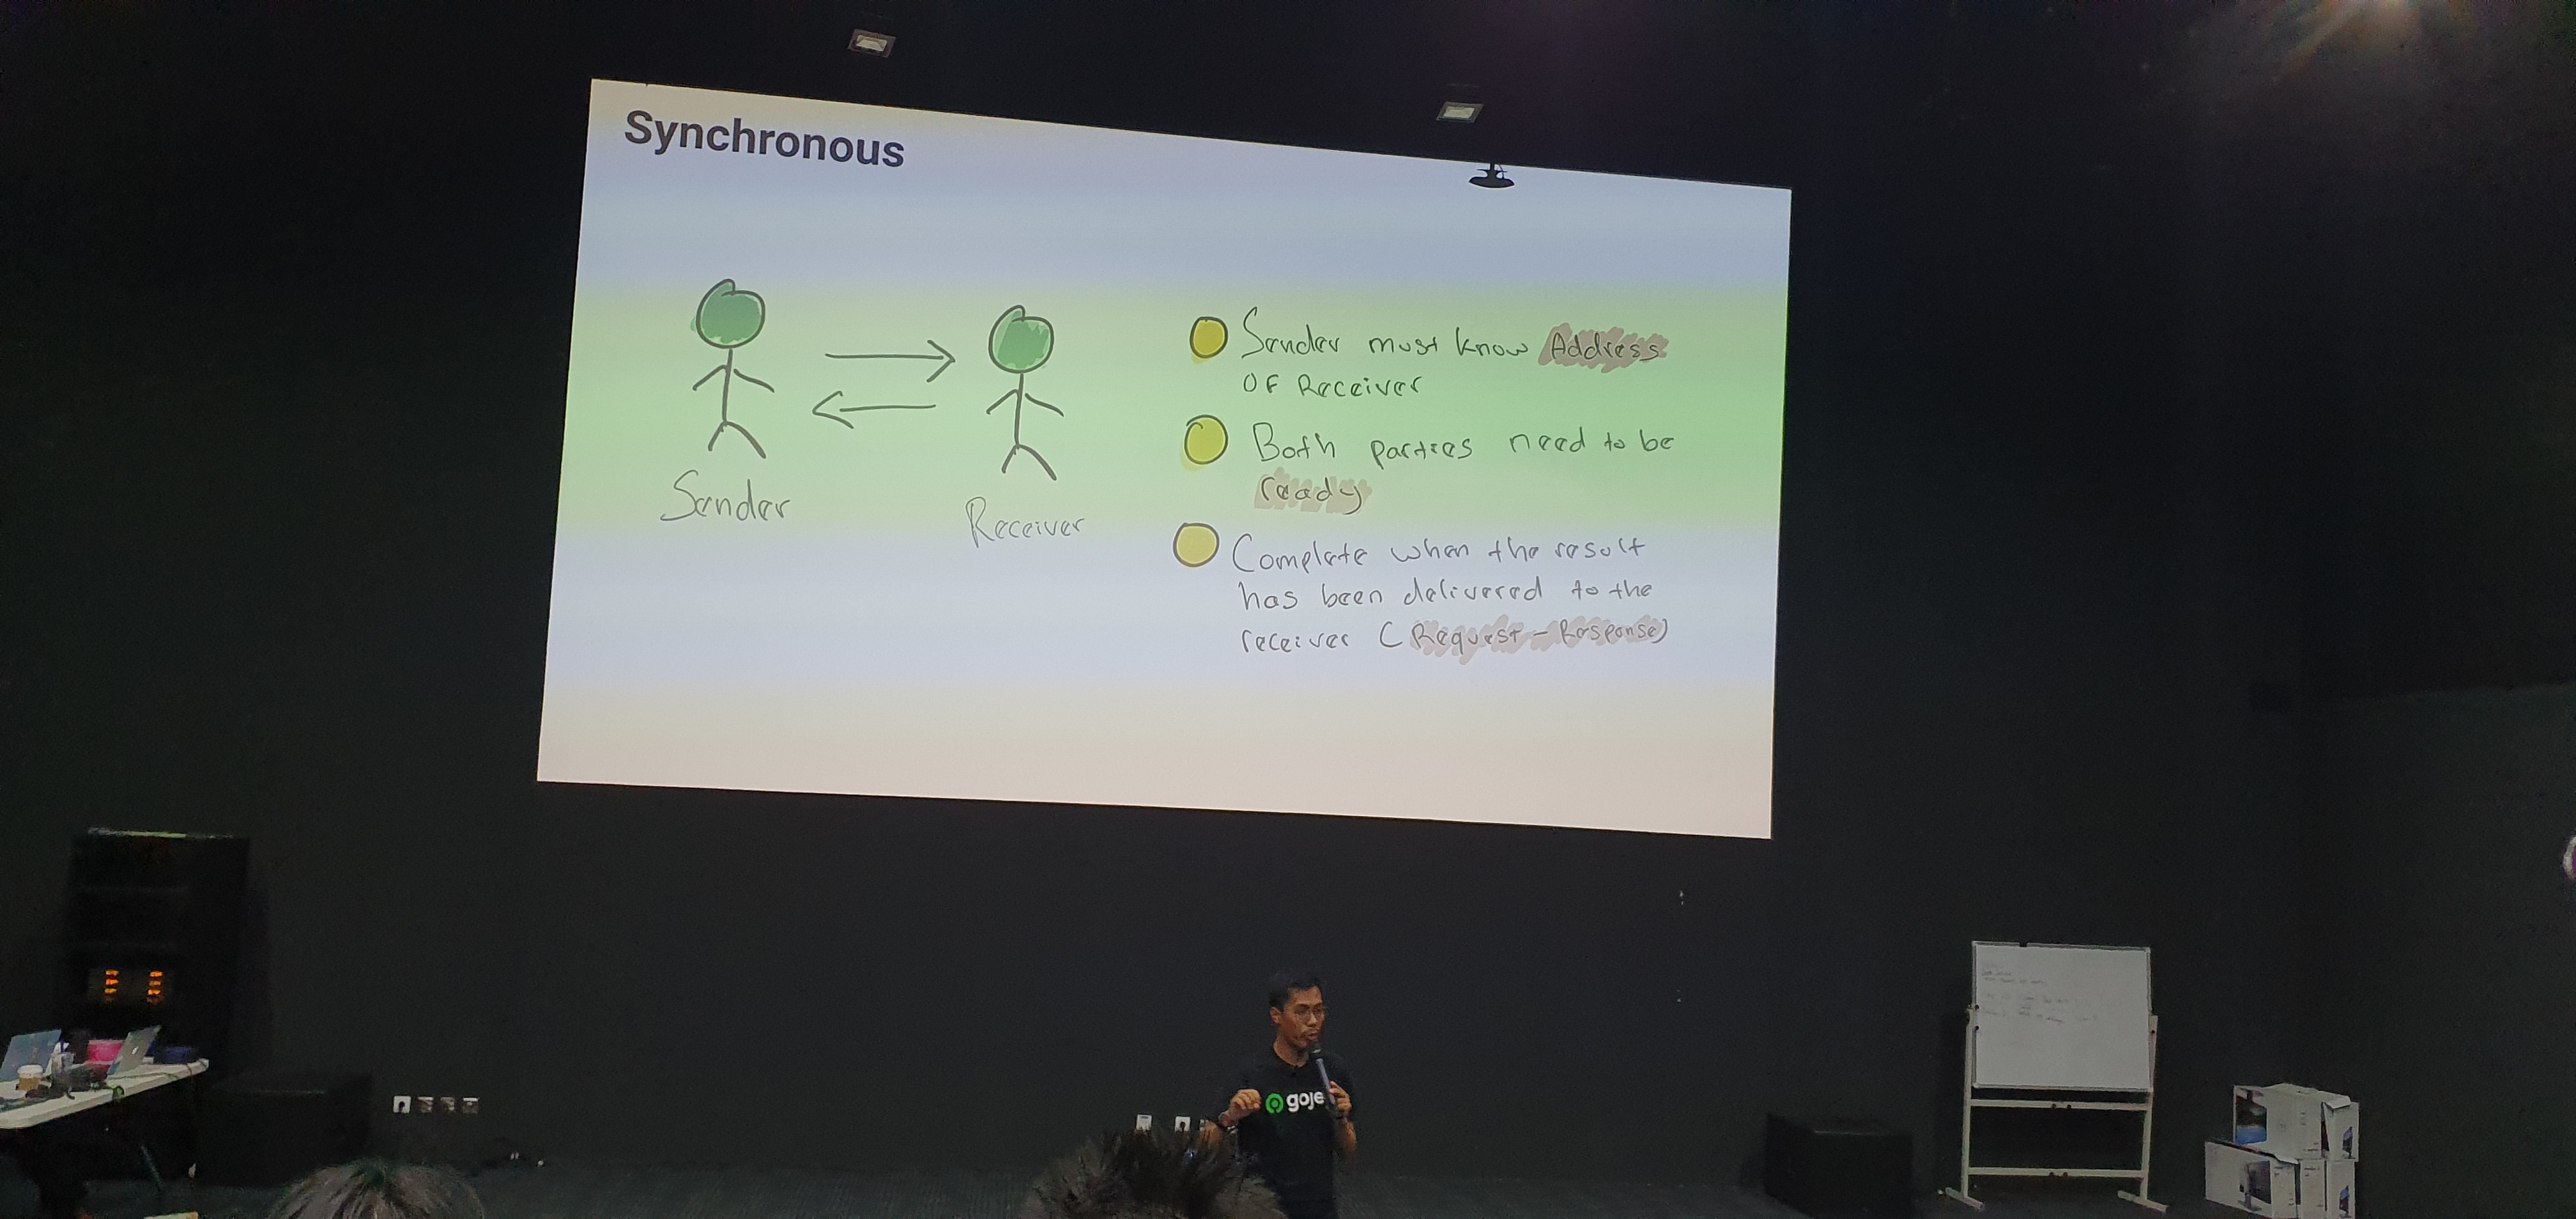 Synchronous
Sender
Receiver
Sender must know Address
OF Receiver
Both parties need to be
ready
Complete when the result
has been delivered to the
receiver (Request-Response)
goje